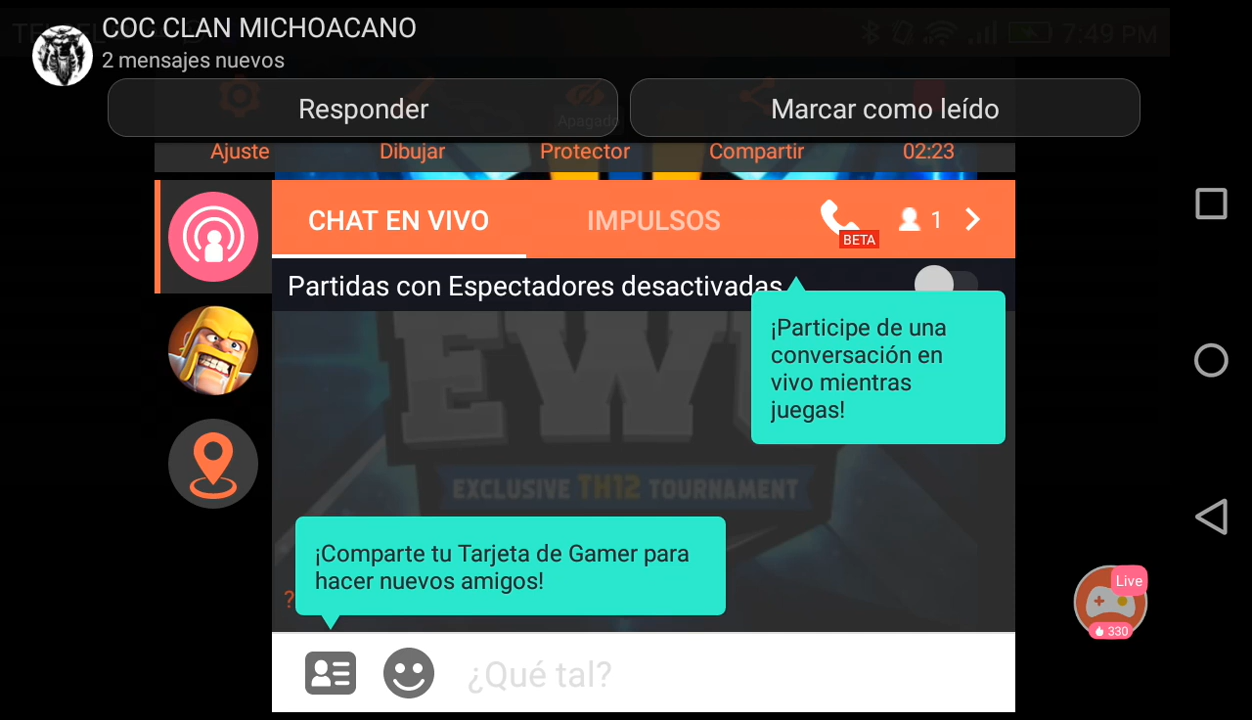 COC CLAN MICHOACANO
2 mensajes nuevos
7:49 PM
Responder
Marcar como leído
Apagado
Ajuste
Dibujar
Protector
Compartir
02:23
CHAT EN VIVO
IMPULSOS
BETA
1
Partidas con Espectadores desactivadas
¡Participe de una
conversación en
vivo mientras
juegas!
EWC
EXCLUSIVE TH12 TOURNAMENT
¡Comparte tu Tarjeta de Gamer para
hacer nuevos amigos!
?
Live
330
¿Qué tal?